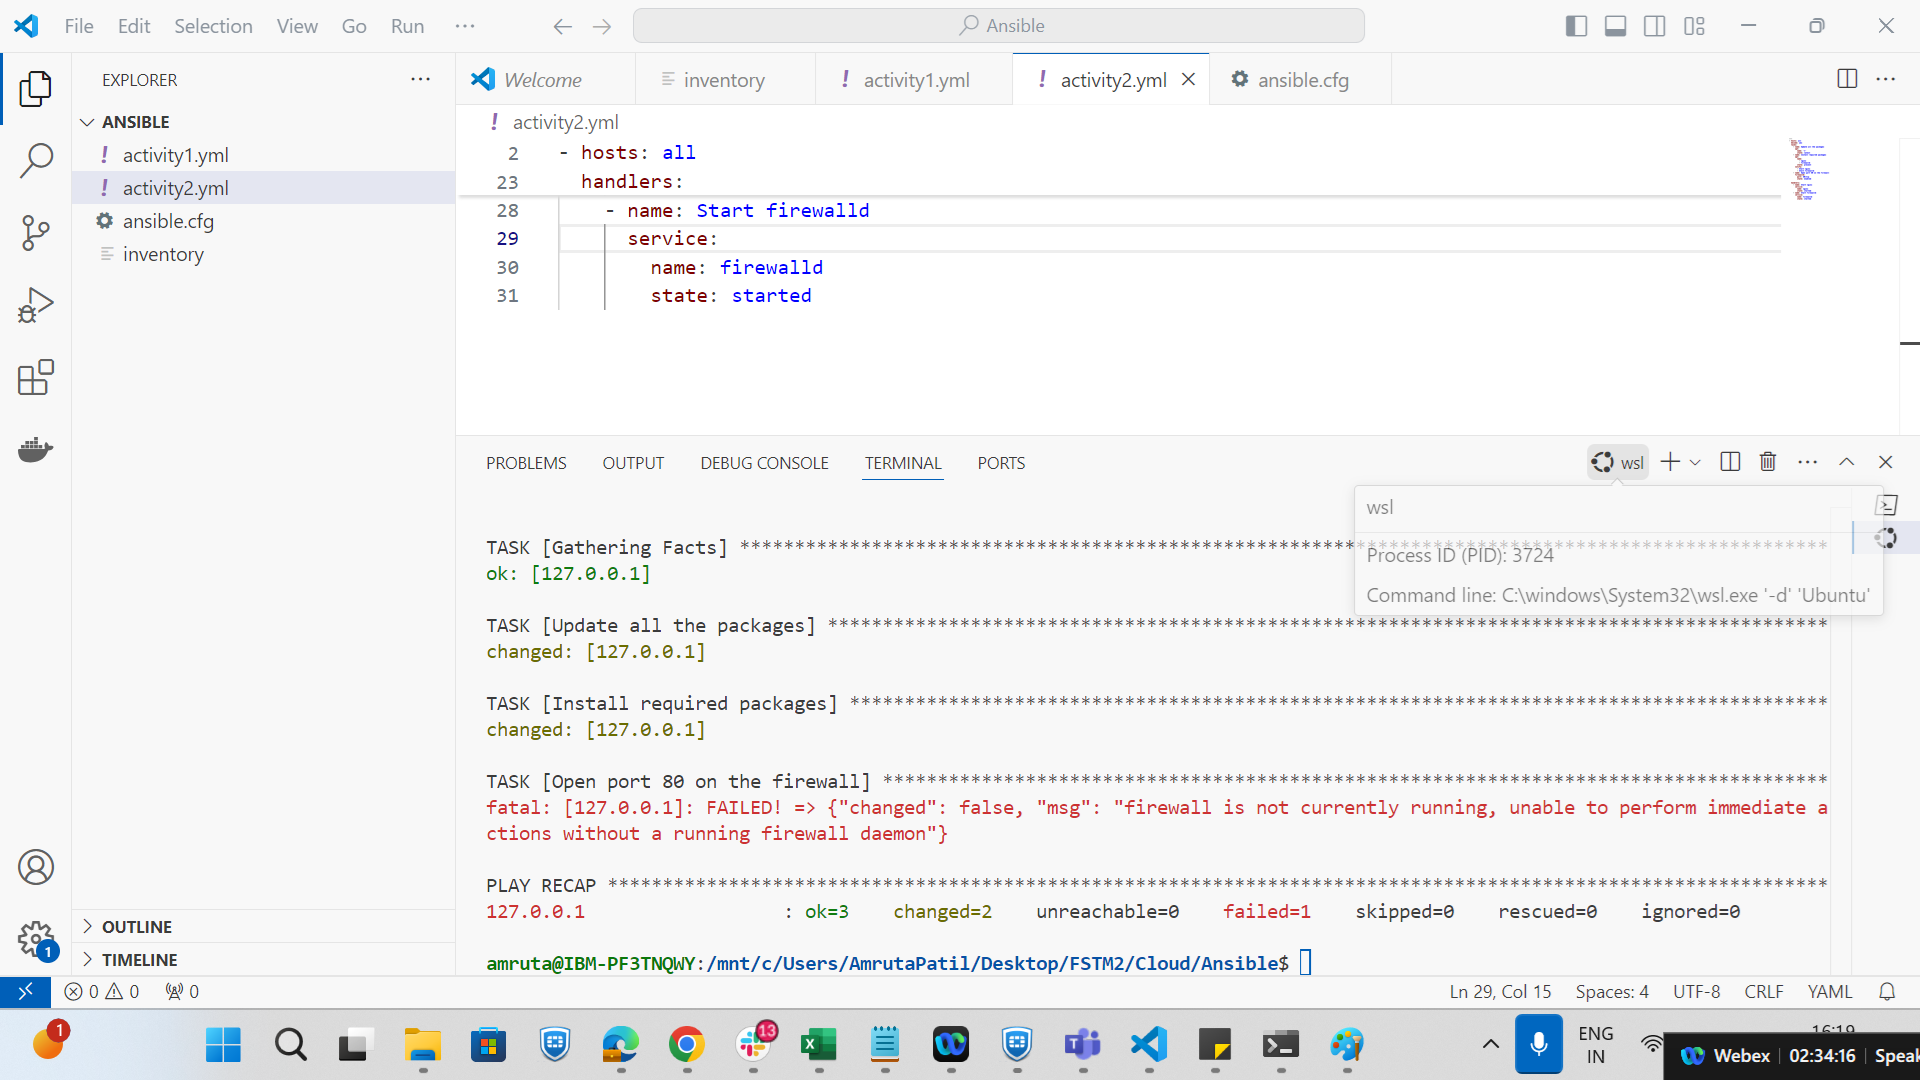 File Edit Selection View Go Run ···
Ansible
EXPLORER
ANSIBLE
! activity1.yml
! activity2.yml
ansible.cfg
inventory
OUTLINE
TIMELINE
Welcome
inventory
! activity1.yml
! activity2.yml
ansible.cfg
! activity2.yml
2 - hosts: all
23 handlers:
28 - name: Start firewalld
29 service:
30 name: firewalld
31 state: started
PROBLEMS OUTPUT DEBUG CONSOLE TERMINAL PORTS
wsl
wsl
Process ID (PID): 3724
Command line: C:\windows\System32\wsl.exe '-d' 'Ubuntu'
TASK [Gathering Facts] ***************************************************************************************************
ok: [127.0.0.1]
TASK [Update all the packages] *******************************************************************************************
changed: [127.0.0.1]
TASK [Install required packages] *****************************************************************************************
changed: [127.0.0.1]
TASK [Open port 80 on the firewall] **************************************************************************************
fatal: [127.0.0.1]: FAILED! => {"changed": false, "msg": "firewall is not currently running, unable to perform immediate a
ctions without a running firewall daemon"}
PLAY RECAP ***************************************************************************************************************
127.0.0.1 : ok=3 changed=2 unreachable=0 failed=1 skipped=0 rescued=0 ignored=0
amruta@IBM-PF3TNQWY:/mnt/c/Users/AmrutaPatil/Desktop/FSTM2/Cloud/Ansible$
1
0 0 0
Ln 29, Col 15 Spaces: 4 UTF-8 CRLF YAML
1
13
ENG
IN
16:19
Webex 02:34:16 Speak